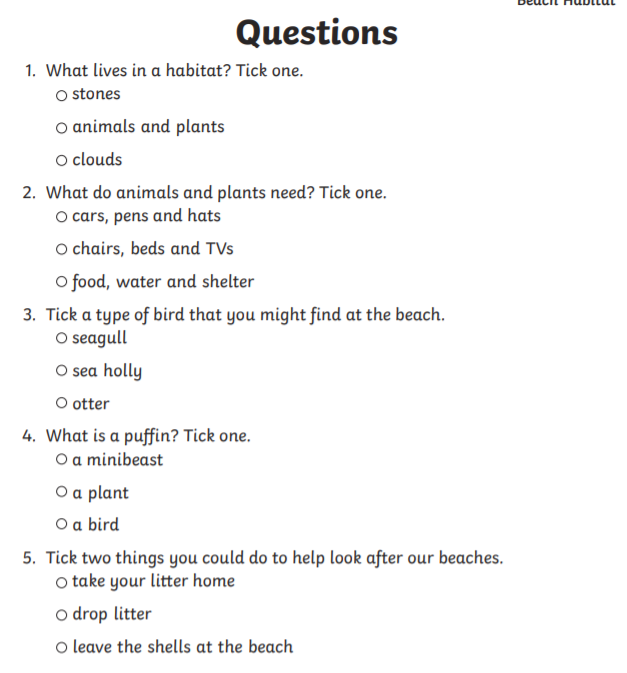 Beach Habitat
Questions
1. What lives in a habitat? Tick one.
stones
animals and plants
clouds
2. What do animals and plants need? Tick one.
cars, pens and hats
chairs, beds and TVs
food, water and shelter
3. Tick a type of bird that you might find at the beach.
seagull
sea holly
otter
4. What is a puffin? Tick one.
a minibeast
a plant
a bird
5. Tick two things you could do to help look after our beaches.
take your litter home
drop litter
leave the shells at the beach